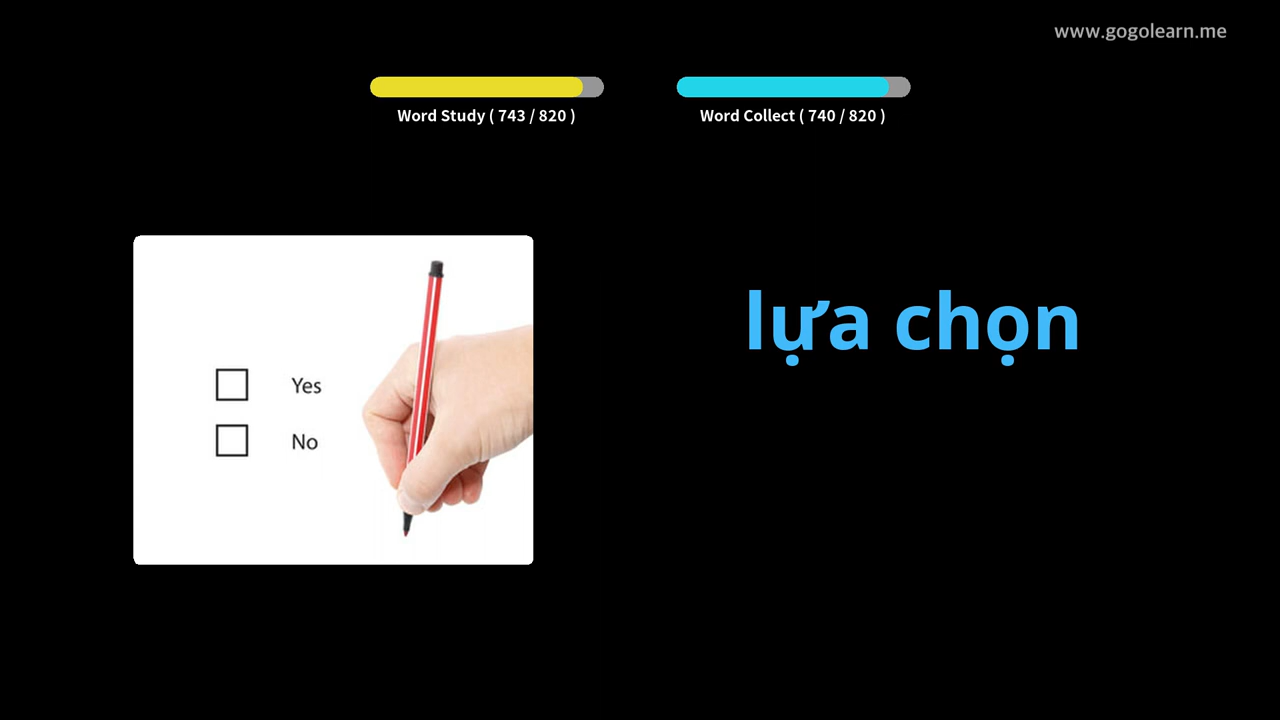 www.gogolearn.me
Word Study ( 743 / 820 )
Word Collect ( 740 / 820 )
lựa chọn
Yes
No